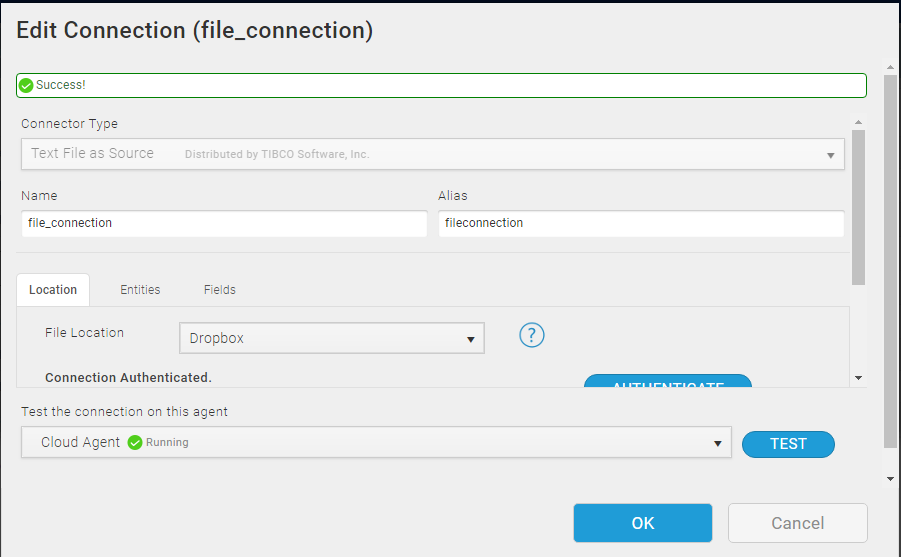 Edit Connection (file_connection)
Success!
Connector Type
Text File as Source Distributed by TIBCO Software, Inc.
Name Alias
file_connection fileconnection
Location Entities Fields
File Location Dropbox ?
Connection Authenticated. AUTHENTICATE
Test the connection on this agent
Cloud Agent Running TEST
OK Cancel